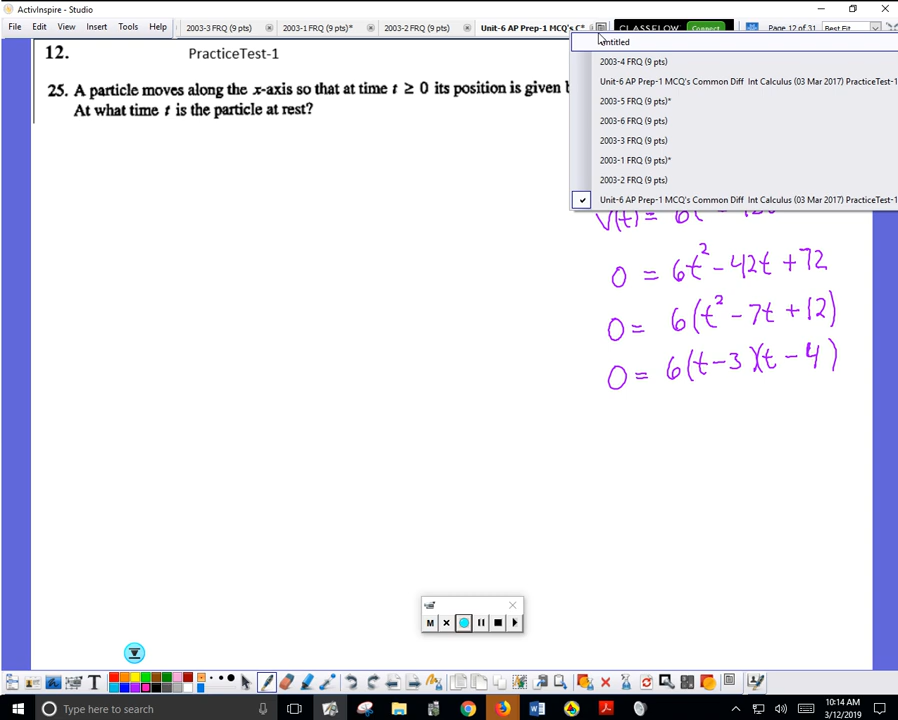 ActivInspire - Studio
File Edit View Insert Tools Help
2003-3 FRQ (9 pts) 2003-1 FRQ (9 pts)* 2003-2 FRQ (9 pts) Unit-6 AP Prep-1 MCQ's C*
CLASSFLOW Connect Page 12 of 31 Best Fit
Untitled
2003-4 FRQ (9 pts)
Unit-6 AP Prep-1 MCQ's Common Diff Int Calculus (03 Mar 2017) PracticeTest-1
2003-5 FRQ (9 pts)*
2003-6 FRQ (9 pts)
2003-3 FRQ (9 pts)
2003-1 FRQ (9 pts)*
2003-2 FRQ (9 pts)
Unit-6 AP Prep-1 MCQ's Common Diff Int Calculus (03 Mar 2017) PracticeTest-1
12. PracticeTest-1
25. A particle moves along the x-axis so that at time t ≥ 0 its position is given b
At what time t is the particle at rest?
v(t) =
0 = 6t² - 42t + 72
0 = 6(t² - 7t + 12)
0 = 6(t - 3)(t - 4)
M
T
Type here to search
10:14 AM
3/12/2019